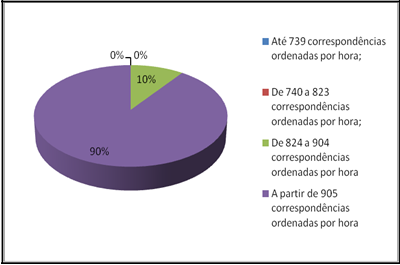 0% 0%
10%
90%
Até 739 correspondências
ordenadas por hora;
De 740 a 823
correspondências
ordenadas por hora;
De 824 a 904
correspondências
ordenadas por hora
A partir de 905
correspondências
ordenadas por hora